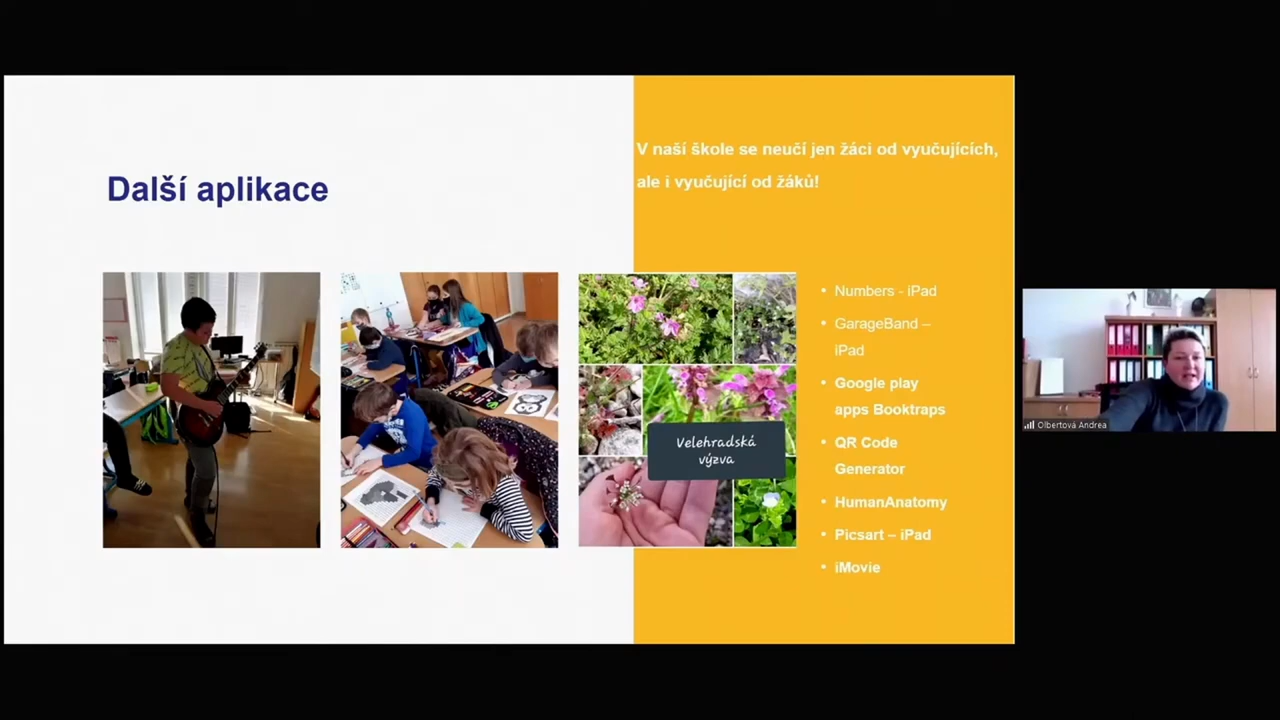 V naší škole se neučí jen žáci od vyučujících,
ale i vyučující od žáků!
Další aplikace
Velehradská
výzva
• Numbers - iPad
• GarageBand –
iPad
• Google play
apps Booktraps
• QR Code
Generator
• HumanAnatomy
• Picsart – iPad
• iMovie
Olbertová Andrea